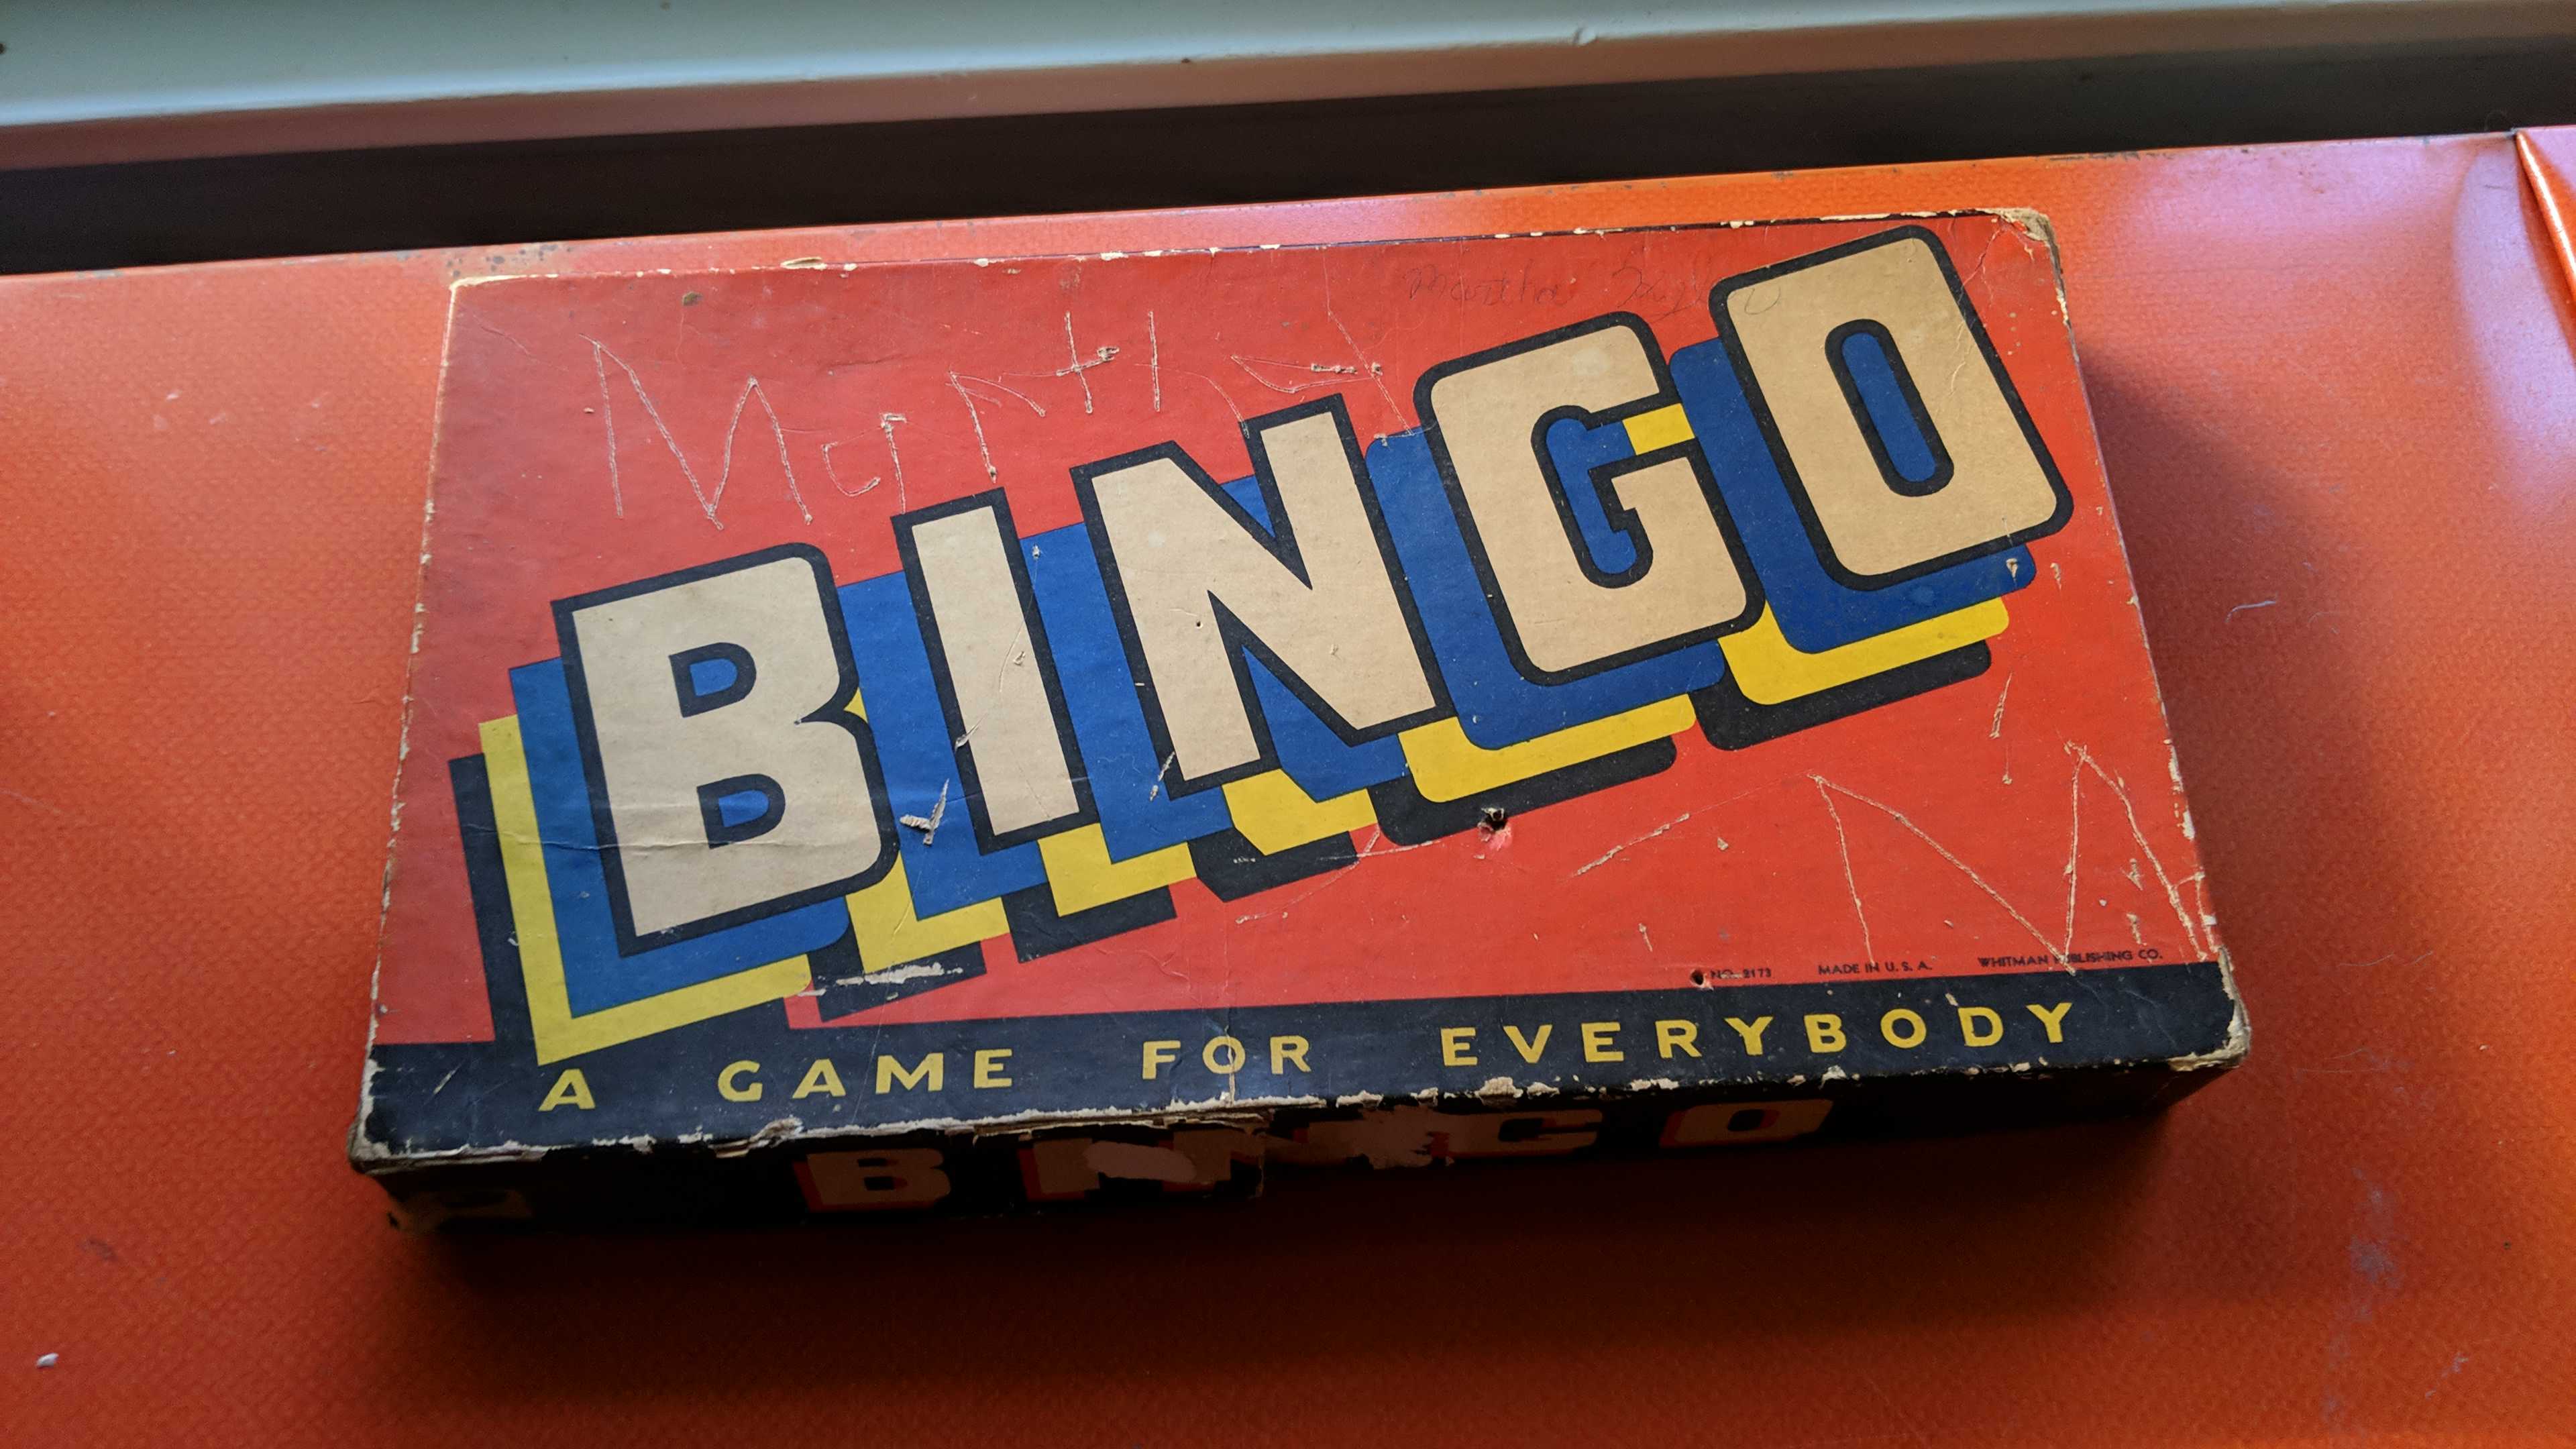 Martha
Martha
BINGO
M
NO. 3173 MADE IN U. S. A. WHITMAN PUBLISHING CO.
A GAME FOR EVERYBODY
BINGO